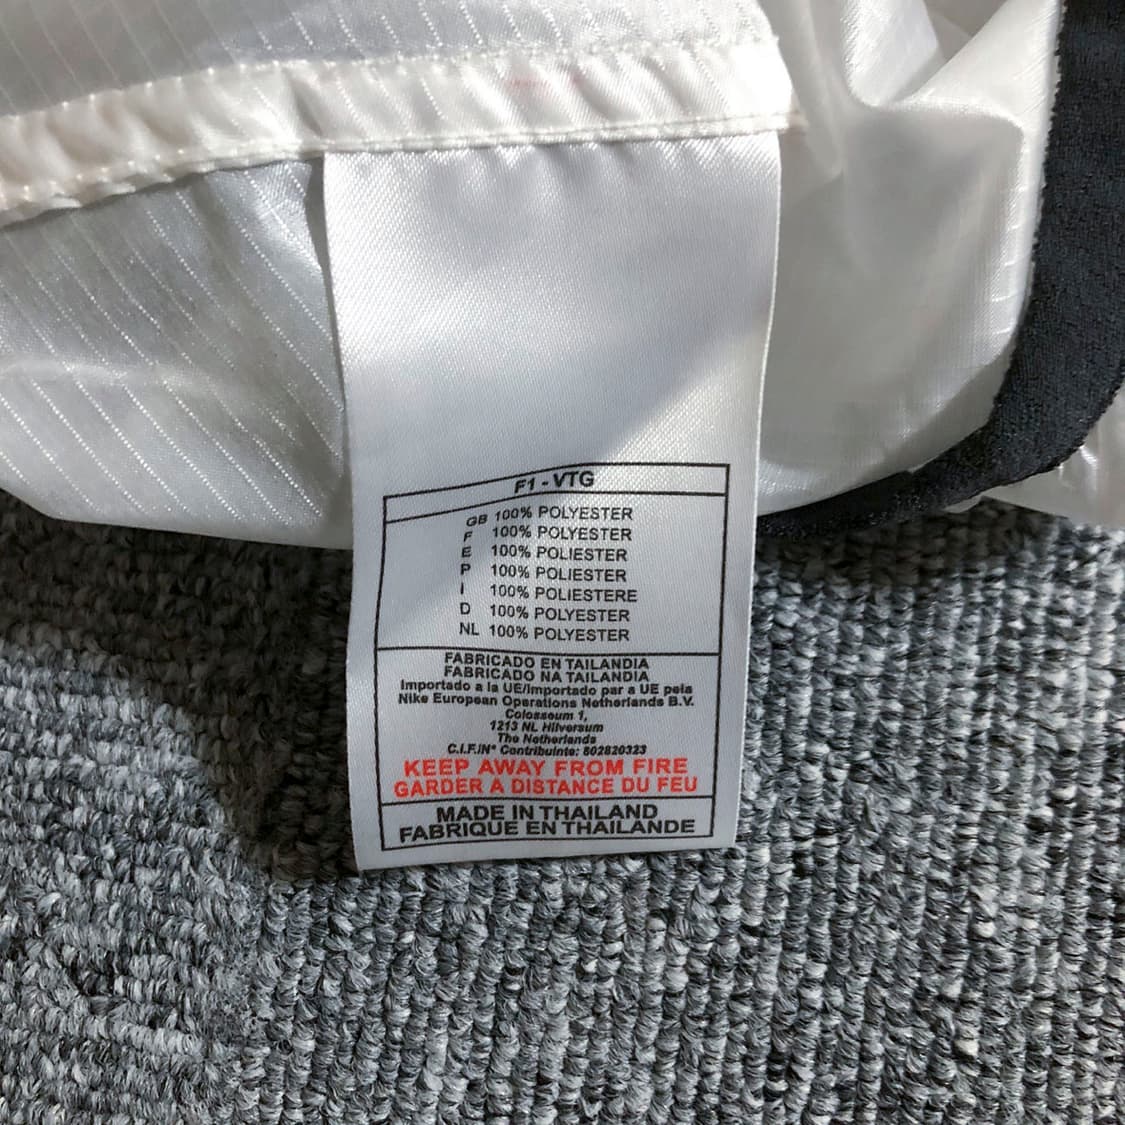 F1 - VTG
GB 100% POLYESTER
F 100% POLYESTER
E 100% POLIESTER
P 100% POLIESTER
I 100% POLIESTERE
D 100% POLYESTER
NL 100% POLYESTER
FABRICADO EN TAILANDIA
FABRICADO NA TAILANDIA
Importado a la UE/Importado par a UE pela
Nike European Operations Netherlands B.V.
Colosseum 1,
1213 NL Hilversum
The Netherlands
C.I.F./N° Contribuinte: 802820323
KEEP AWAY FROM FIRE
GARDER A DISTANCE DU FEU
MADE IN THAILAND
FABRIQUE EN THAILANDE